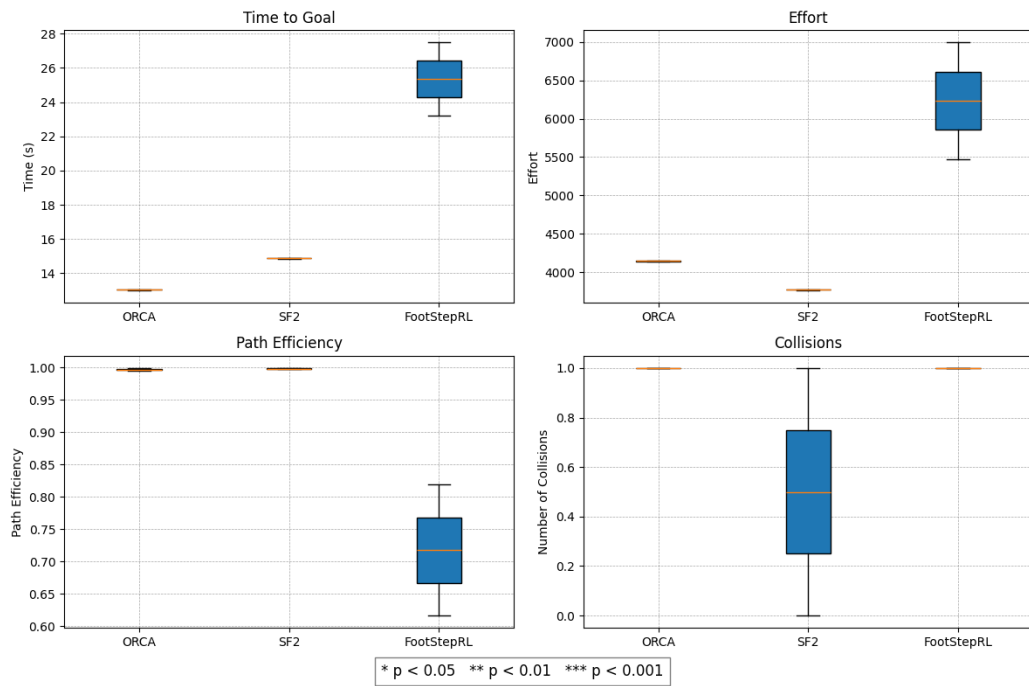 Time to Goal
Time (s)
28
26
24
22
20
18
16
14
ORCA
SF2
FootStepRL
Effort
Effort
7000
6500
6000
5500
5000
4500
4000
ORCA
SF2
FootStepRL
Path Efficiency
Path Efficiency
1.00
0.95
0.90
0.85
0.80
0.75
0.70
0.65
0.60
ORCA
SF2
FootStepRL
Collisions
Number of Collisions
1.0
0.8
0.6
0.4
0.2
0.0
ORCA
SF2
FootStepRL
* p < 0.05 ** p < 0.01 *** p < 0.001